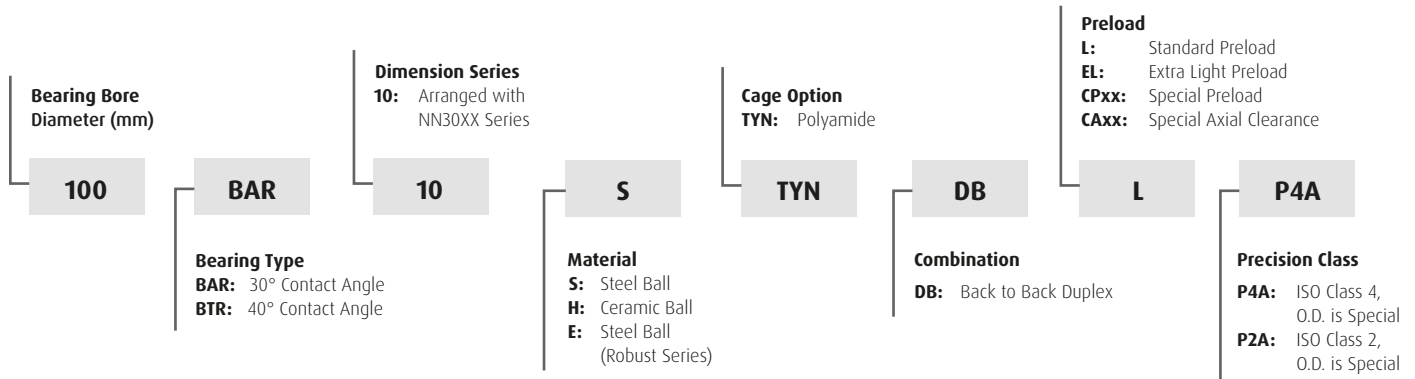 Bearing Bore
Diameter (mm)
100
BAR
Bearing Type
BAR: 30° Contact Angle
BTR: 40° Contact Angle
Dimension Series
10: Arranged with
NN30XX Series
10
S
Material
S: Steel Ball
H: Ceramic Ball
E: Steel Ball
(Robust Series)
Cage Option
TYN: Polyamide
TYN
DB
Combination
DB: Back to Back Duplex
Preload
L: Standard Preload
EL: Extra Light Preload
CPxx: Special Preload
CAxx: Special Axial Clearance
L
P4A
Precision Class
P4A: ISO Class 4,
O.D. is Special
P2A: ISO Class 2,
O.D. is Special